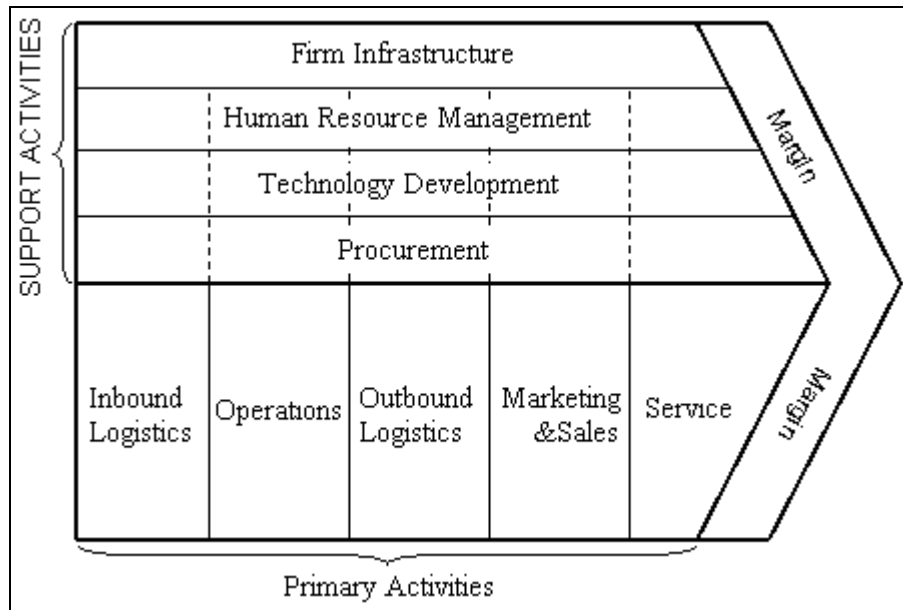 SUPPORT ACTIVITIES
Firm Infrastructure
Human Resource Management
Technology Development
Procurement
Margin
Inbound
Logistics
Operations
Outbound
Logistics
Marketing
&Sales
Service
Margin
Primary Activities